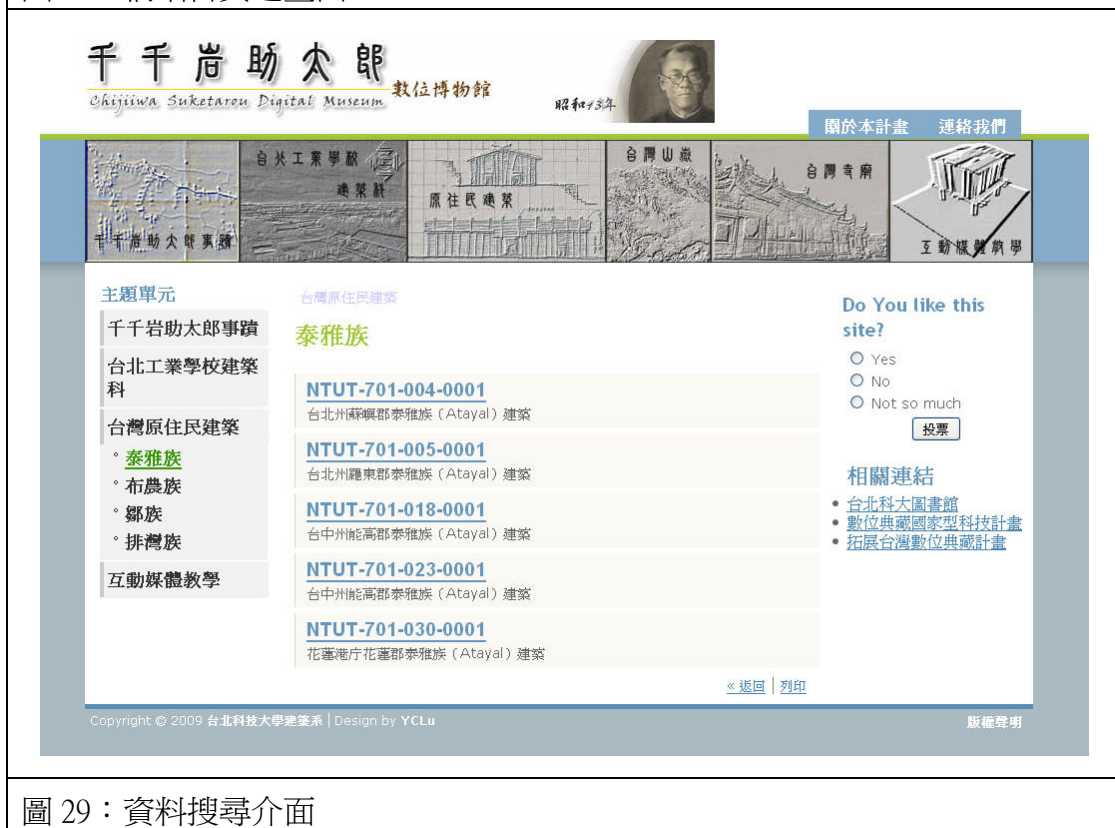 千千岩助太郎
Chijiiwa Suketarou Digital Museum 數位博物館
昭和13年
關於本計畫 連絡我們
千千岩助太郎事蹟
台北工業學校
建築科
原住民建築
台灣山嶽
台灣寺廟
互動媒體教學
主題單元
千千岩助太郎事蹟
台北工業學校建築
科
台灣原住民建築
泰雅族
布農族
鄒族
排灣族
互動媒體教學
台灣原住民建築
泰雅族
NTUT-701-004-0001
台北州蘇嶼郡泰雅族（Atayal）建築
NTUT-701-005-0001
台北州羅東郡泰雅族（Atayal）建築
NTUT-701-018-0001
台中州能高郡泰雅族（Atayal）建築
NTUT-701-023-0001
台中州能高郡泰雅族（Atayal）建築
NTUT-701-030-0001
花蓮港庁花蓮郡泰雅族（Atayal）建築
« 返回 | 列印
Do You like this
site?
Yes
No
Not so much
投票
相關連結
台北科大圖書館
數位典藏國家型科技計畫
拓展台灣數位典藏計畫
Copyright © 2009 台北科技大學建築系 | Design by YCLu
版權聲明
圖 29：資料搜尋介面